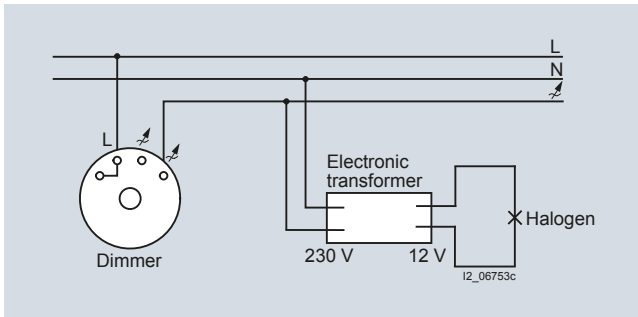 L
N
L
Electronic
transformer
Halogen
230 V
12 V
Dimmer
I2_06753c